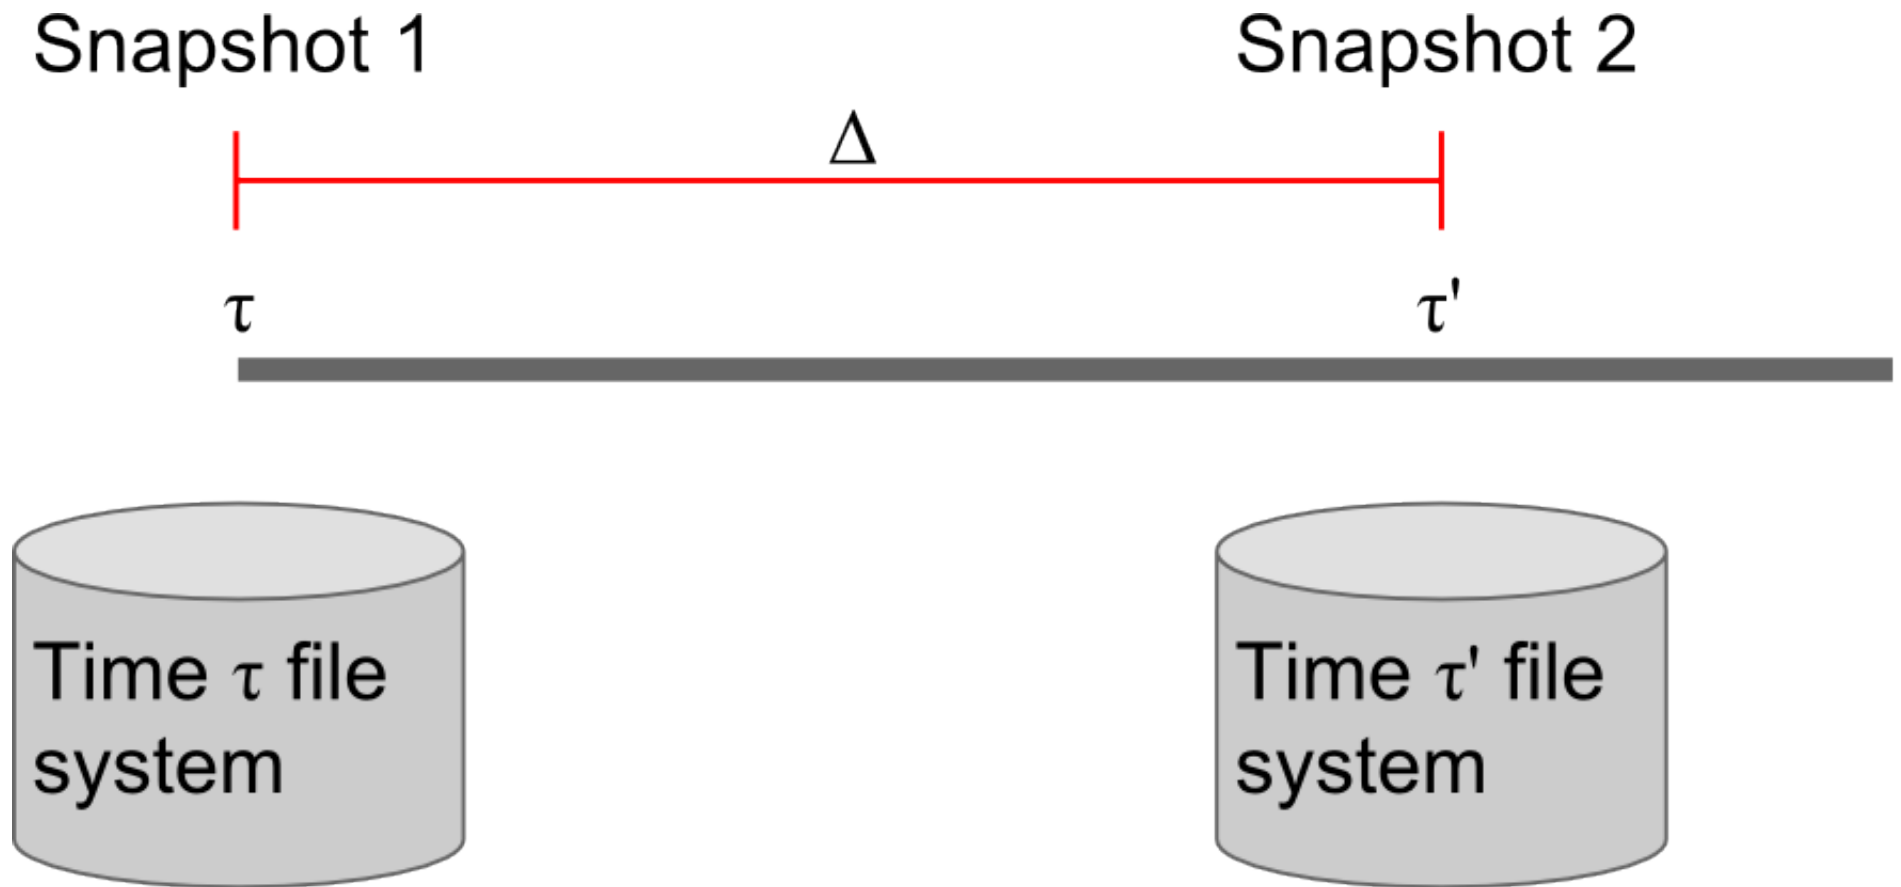 Snapshot 1
Snapshot 2
Δ
τ
τ'
Time τ file
system
Time τ' file
system